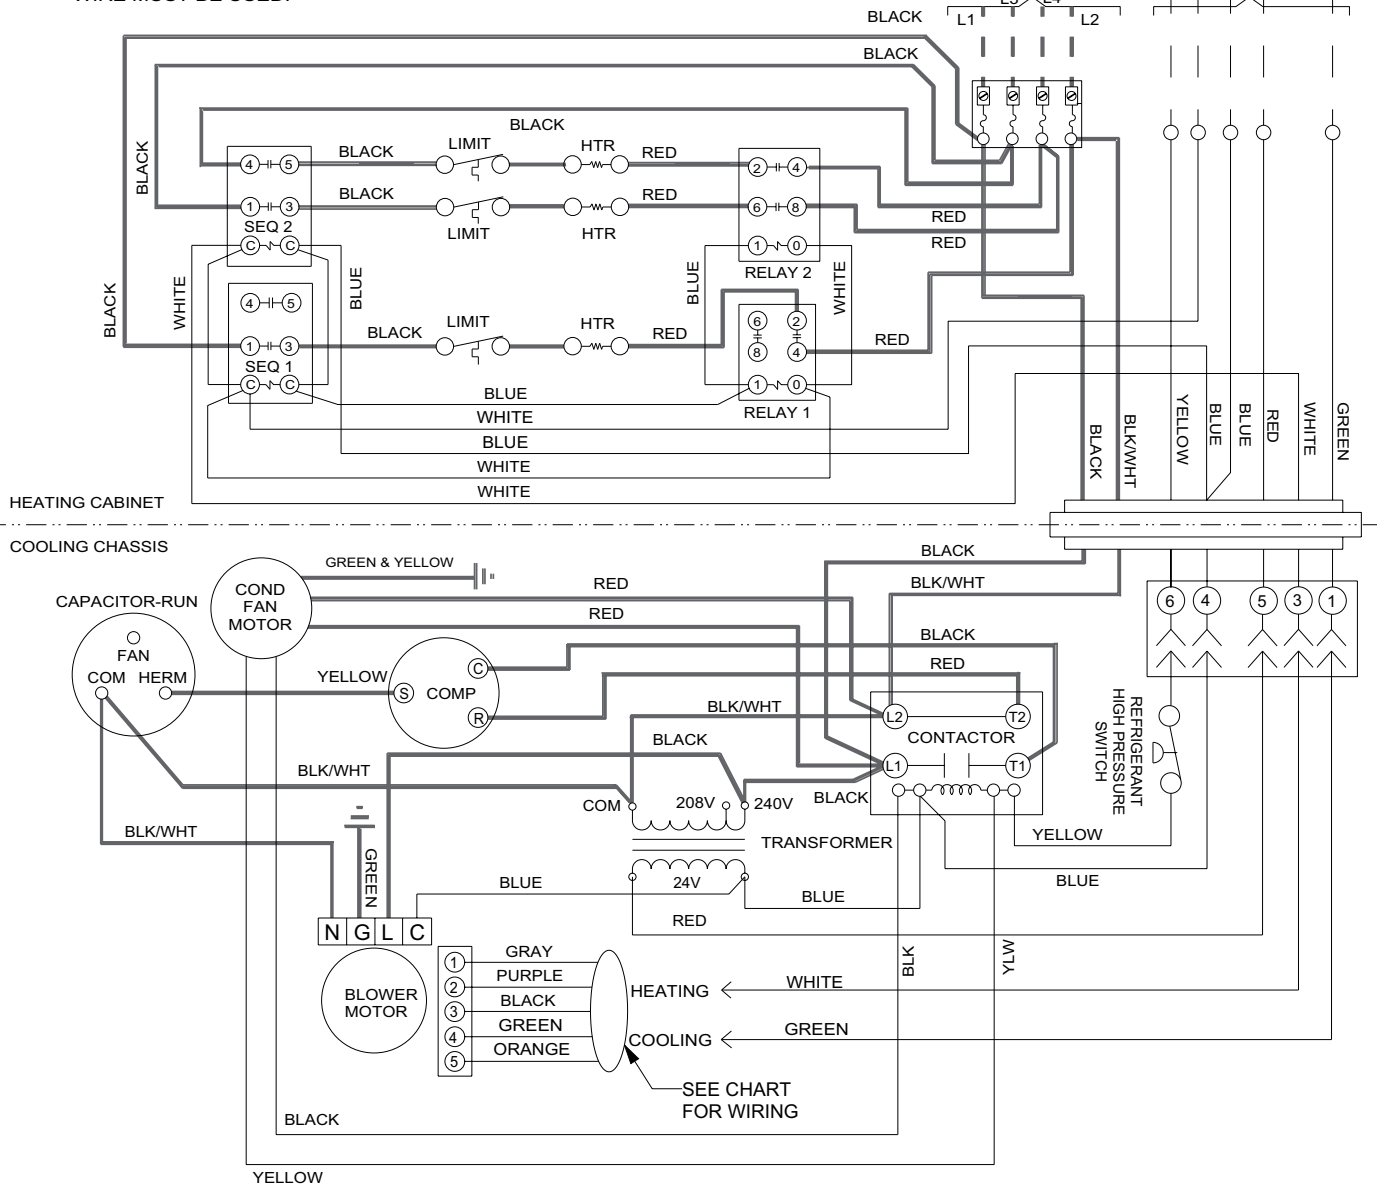 BLACK
L1
L2
BLACK
BLACK
BLACK
LIMIT
HTR
RED
BLACK
4
5
2
4
BLACK
RED
1
3
6
8
RED
SEQ 2
LIMIT
HTR
RED
C
C
1
0
RELAY 2
WHITE
BLUE
BLUE
WHITE
BLACK
4
5
6
2
LIMIT
HTR
BLACK
RED
RED
1
3
8
4
SEQ 1
C
C
1
0
BLUE
RELAY 1
WHITE
BLUE
WHITE
WHITE
BLACK
BLK/WHT
YELLOW
BLUE
BLUE
RED
WHITE
GREEN
HEATING CABINET
COOLING CHASSIS
BLACK
GREEN & YELLOW
BLK/WHT
RED
COND
FAN
MOTOR
CAPACITOR-RUN
6
4
5
3
1
RED
BLACK
FAN
RED
COM
HERM
YELLOW
S
COMP
C
R
BLK/WHT
L2
T2
REFRIGERANT
HIGH PRESSURE
SWITCH
BLACK
CONTACTOR
BLK/WHT
L1
T1
COM
208V
240V
BLACK
BLK/WHT
YELLOW
TRANSFORMER
GREEN
24V
BLUE
BLUE
BLUE
RED
N
G
L
C
BLK
YLW
1
GRAY
2
PURPLE
3
BLACK
4
GREEN
5
ORANGE
BLOWER
MOTOR
HEATING
WHITE
COOLING
GREEN
SEE CHART
FOR WIRING
BLACK
YELLOW